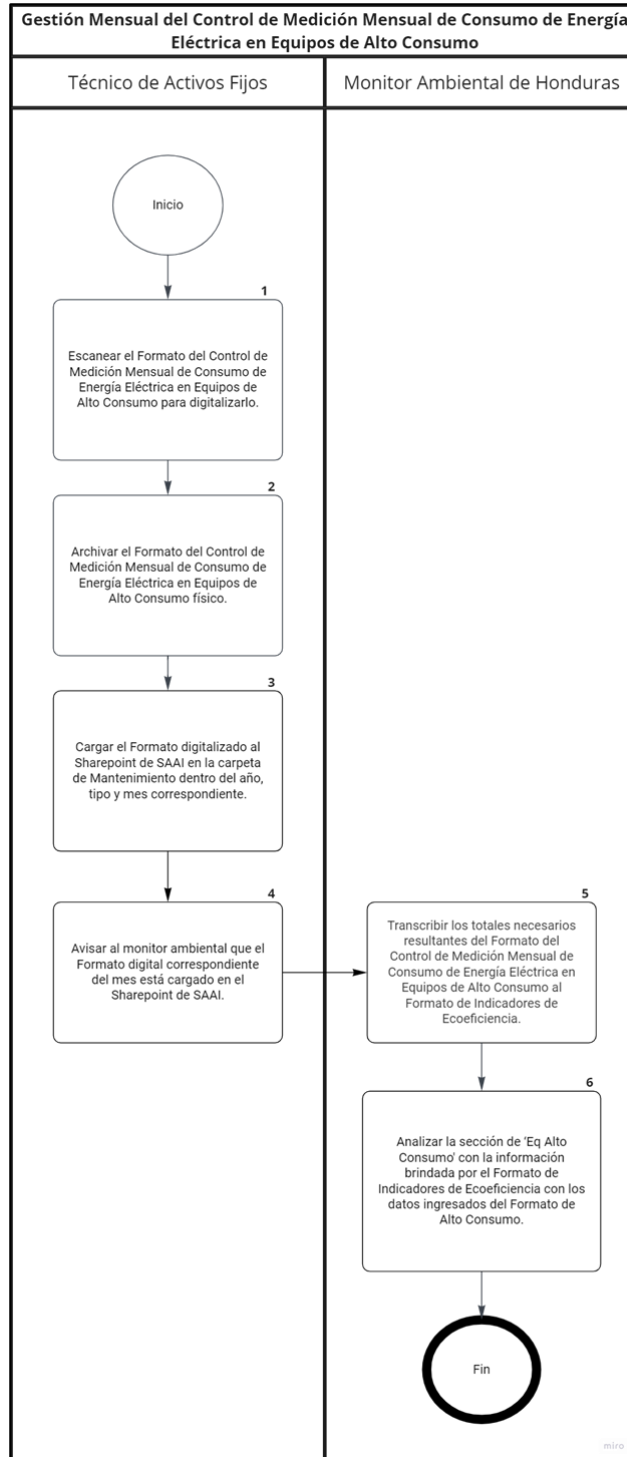 Gestión Mensual del Control de Medición Mensual de Consumo de Energía
Eléctrica en Equipos de Alto Consumo
Técnico de Activos Fijos
Monitor Ambiental de Honduras
Inicio
1
Escanear el Formato del Control de
Medición Mensual de Consumo de
Energía Eléctrica en Equipos de
Alto Consumo para digitalizarlo.
2
Archivar el Formato del Control de
Medición Mensual de Consumo de
Energía Eléctrica en Equipos de
Alto Consumo físico.
3
Cargar el Formato digitalizado al
Sharepoint de SAAI en la carpeta
de Mantenimiento dentro del año,
tipo y mes correspondiente.
4
Avisar al monitor ambiental que el
Formato digital correspondiente
del mes está cargado en el
Sharepoint de SAAI.
5
Transcribir los totales necesarios
resultantes del Formato del
Control de Medición Mensual de
Consumo de Energía Eléctrica en
Equipos de Alto Consumo al
Formato de Indicadores de
Ecoeficiencia.
6
Analizar la sección de 'Eq Alto
Consumo' con la información
brindada por el Formato de
Indicadores de Ecoeficiencia con los
datos ingresados del Formato de
Alto Consumo.
Fin
miro